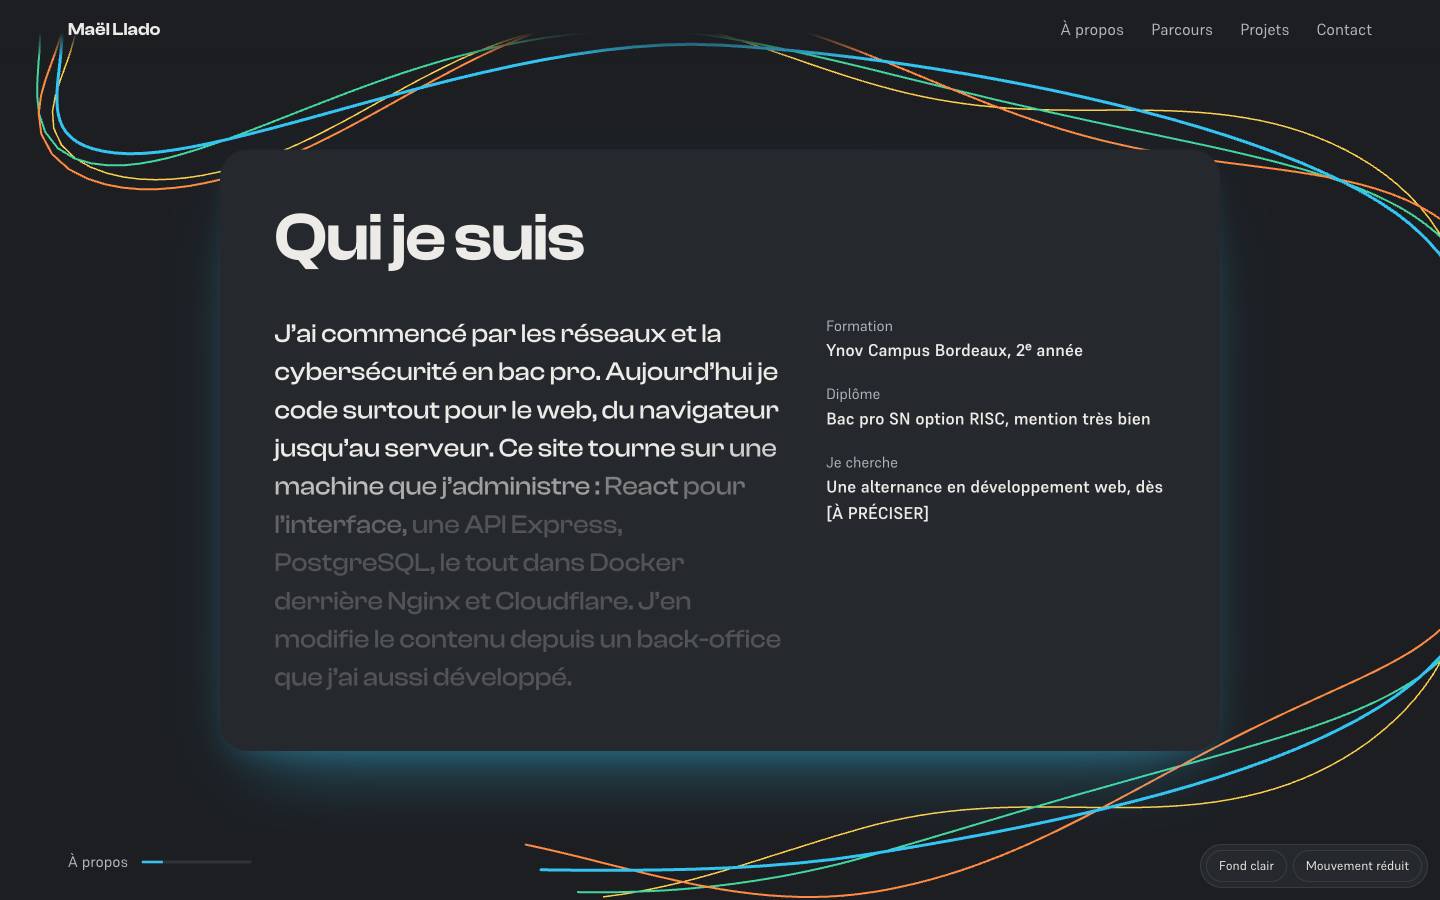 Maël Llado
À propos
Parcours
Projets
Contact
Qui je suis
J’ai commencé par les réseaux et la
cybersécurité en bac pro. Aujourd’hui je
code surtout pour le web, du navigateur
jusqu’au serveur. Ce site tourne sur une
machine que j’administre : React pour
l’interface, une API Express,
PostgreSQL, le tout dans Docker
derrière Nginx et Cloudflare. J’en
modifie le contenu depuis un back-office
que j’ai aussi développé.
Formation
Ynov Campus Bordeaux, 2ᵉ année
Diplôme
Bac pro SN option RISC, mention très bien
Je cherche
Une alternance en développement web, dès
[À PRÉCISER]
À propos
Fond clair
Mouvement réduit